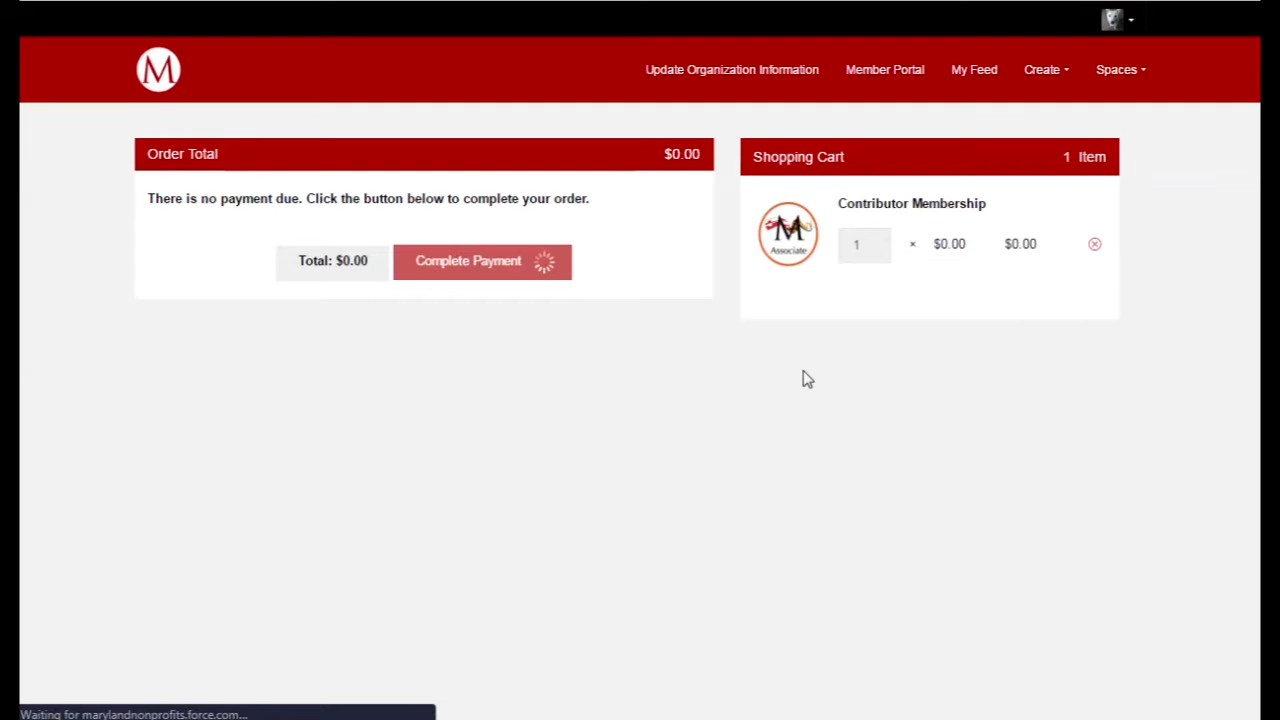 M
Update Organization Information Member Portal My Feed Create Spaces
Order Total $0.00
There is no payment due. Click the button below to complete your order.
Total: $0.00 Complete Payment
Shopping Cart 1 Item
Contributor Membership
M
Associate
1 × $0.00 $0.00
Waiting for marylandnonprofits.force.com...